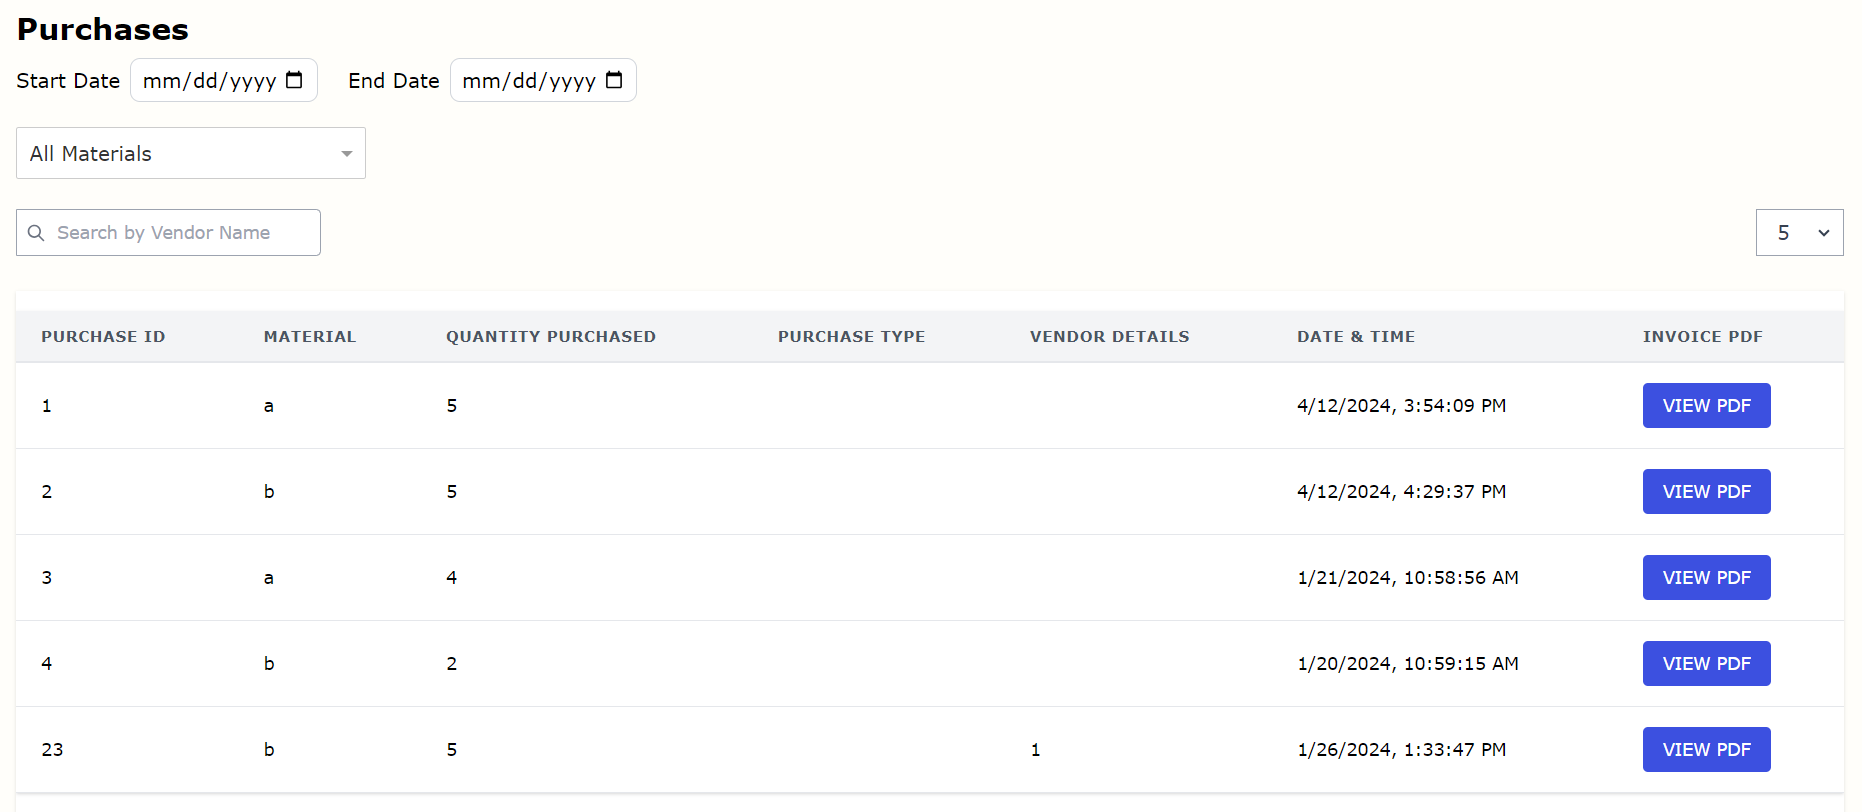 Purchases
Start Date mm/dd/yyyy End Date mm/dd/yyyy
All Materials
Search by Vendor Name 5
PURCHASE ID MATERIAL QUANTITY PURCHASED PURCHASE TYPE VENDOR DETAILS DATE & TIME INVOICE PDF
1 a 5 4/12/2024, 3:54:09 PM VIEW PDF
2 b 5 4/12/2024, 4:29:37 PM VIEW PDF
3 a 4 1/21/2024, 10:58:56 AM VIEW PDF
4 b 2 1/20/2024, 10:59:15 AM VIEW PDF
23 b 5 1 1/26/2024, 1:33:47 PM VIEW PDF